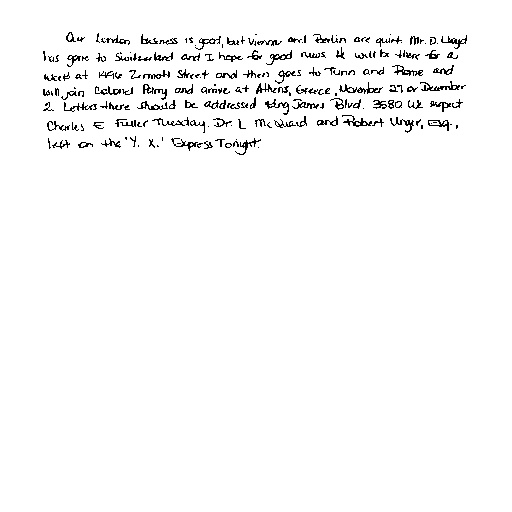 Our London business is good, but Vienna and Berlin are quiet. Mr. D. Lloyd
has gone to Switzerland and I hope for good news. He will be there for a
week at 1496 Zermott Street and then goes to Turin and Rome and
will join Colonel Parry and arrive at Athens, Greece, November 27 or December
2. Letters there should be addressed King James Blvd. 3580. We expect
Charles E. Fuller Tuesday. Dr. L McQuaid and Robert Unger, Esq.,
left on the 'Y. X.' Express Tonight.